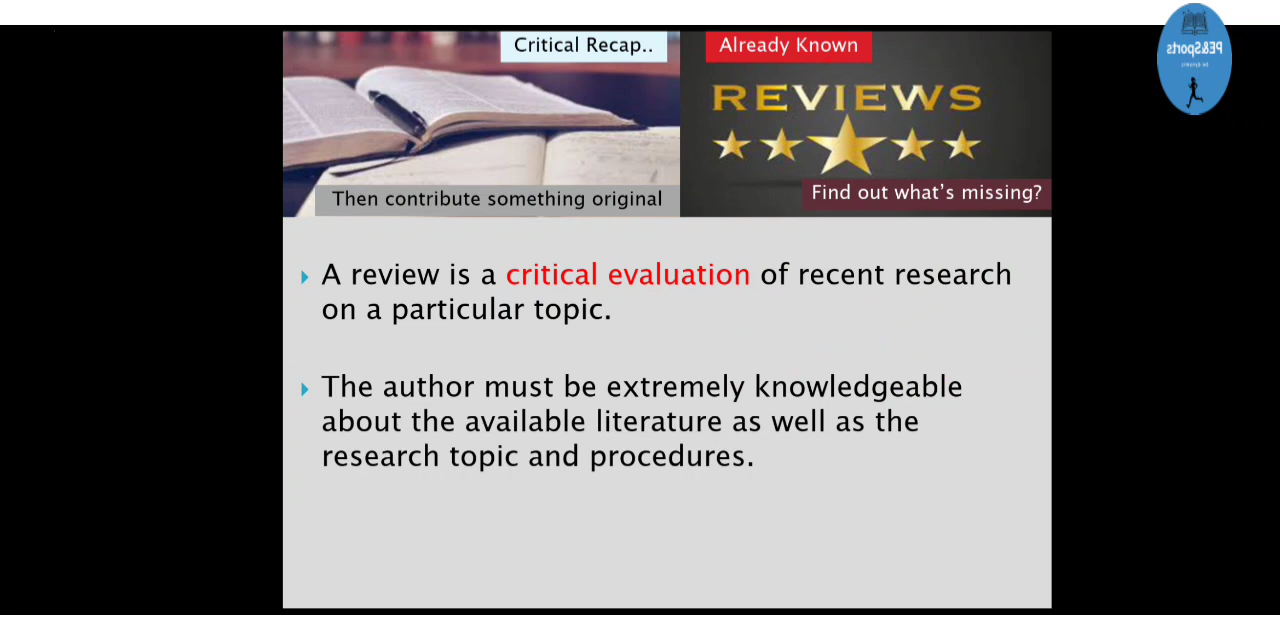 Critical Recap..
Already Known
REVIEWS
Then contribute something original
Find out what's missing?
A review is a critical evaluation of recent research
on a particular topic.
The author must be extremely knowledgeable
about the available literature as well as the
research topic and procedures.
PE&Sports